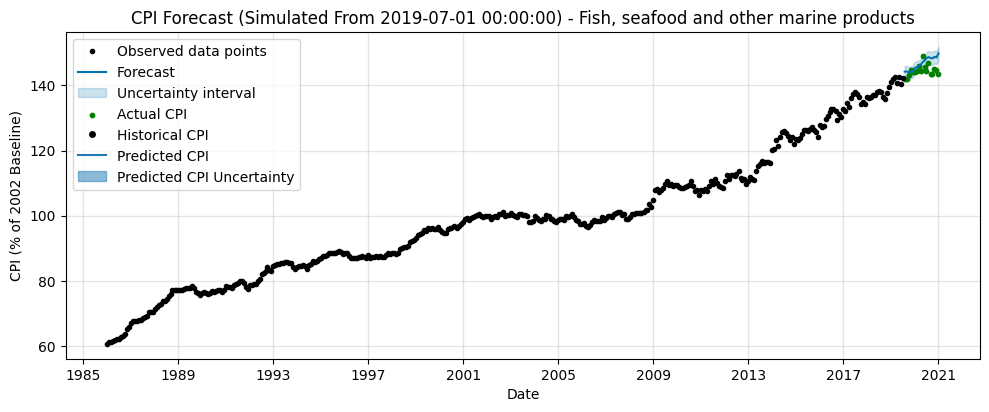 CPI Forecast (Simulated From 2019-07-01 00:00:00) - Fish, seafood and other marine products
Observed data points
Forecast
Uncertainty interval
Actual CPI
Historical CPI
Predicted CPI
Predicted CPI Uncertainty
CPI (% of 2002 Baseline)
140
120
100
80
60
1985 1989 1993 1997 2001 2005 2009 2013 2017 2021
Date